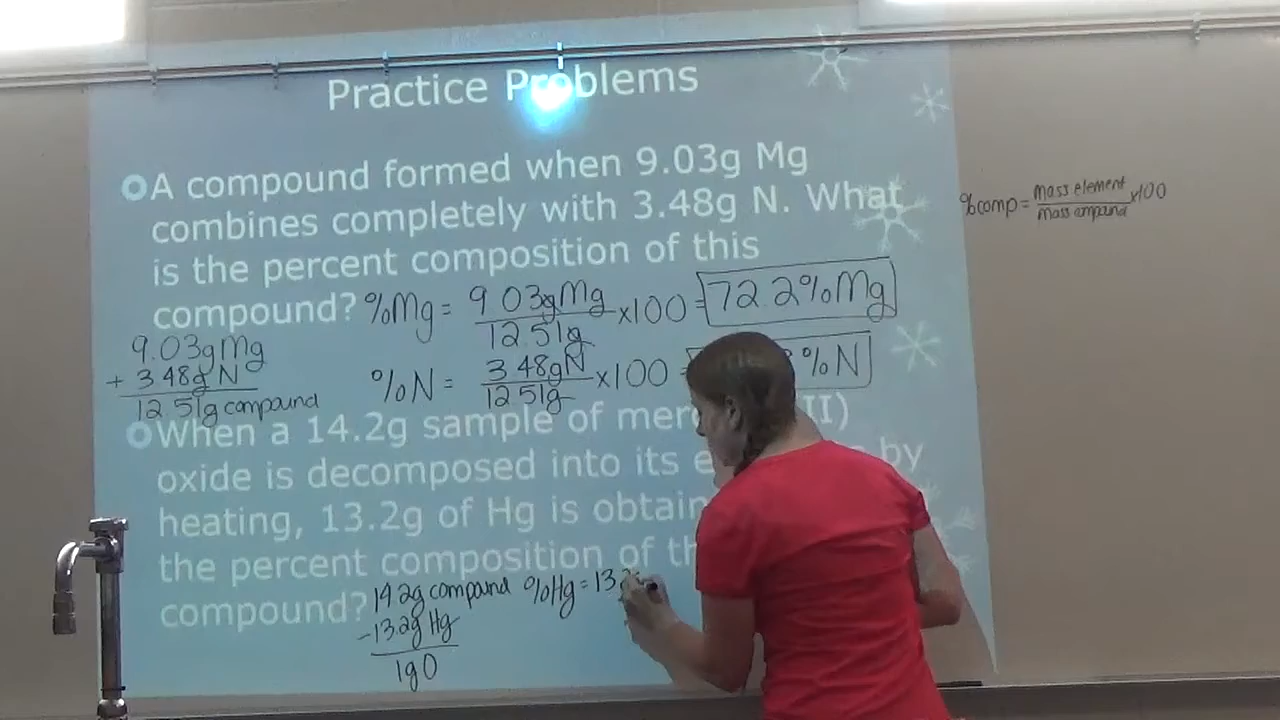 Practice Problems
A compound formed when 9.03g Mg
combines completely with 3.48g N. What
is the percent composition of this
compound? %Mg = 9.03g Mg / 12.51g x100 = 72.2% Mg
9.03g Mg
+ 3.48g N
12.51g compound
%N = 3.48g N / 12.51g x100 % N
When a 14.2g sample of II)
oxide is decomposed into its by
heating, 13.2g of Hg is
the percent composition of
compound? 14.2g compound %Hg = 13.2
-13.2g Hg
1g O
%comp = mass element / mass compound x100